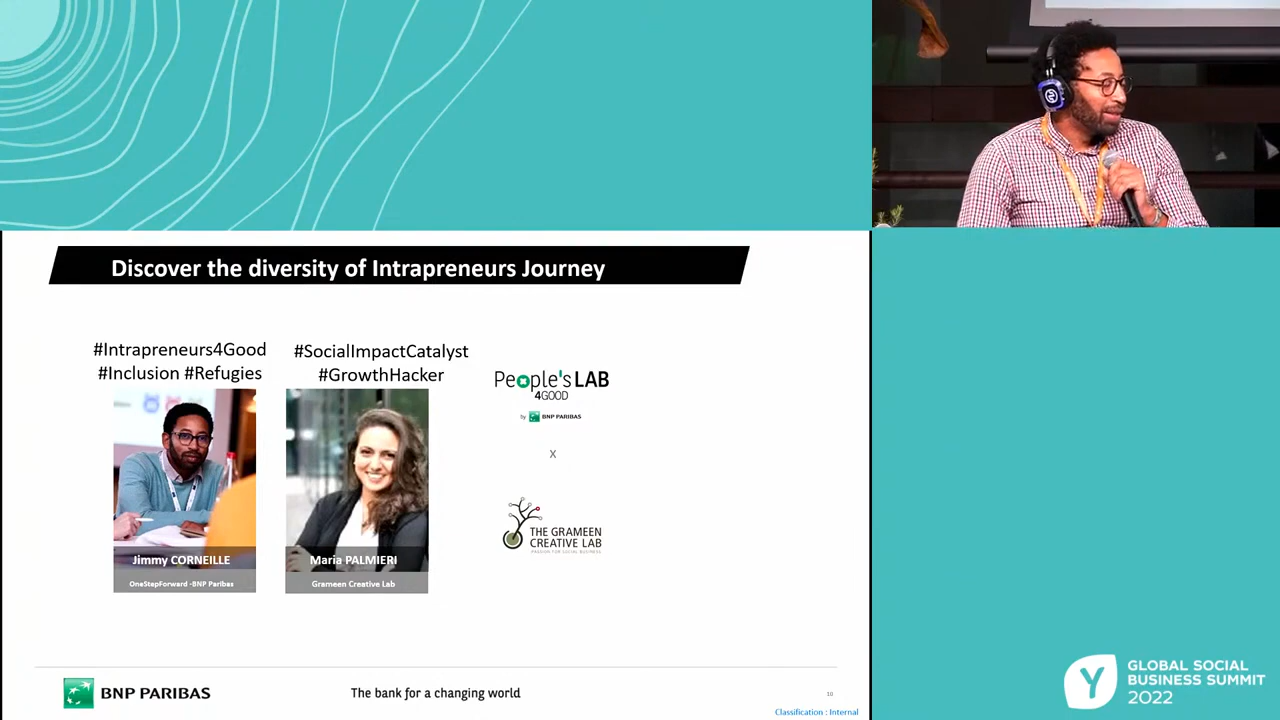 Discover the diversity of Intrapreneurs Journey
#Intrapreneurs4Good
#Inclusion #Refugies
#SocialImpactCatalyst
#GrowthHacker
Jimmy CORNEILLE
OneStepForward -BNP Paribas
Maria PALMIERI
Grameen Creative Lab
People's LAB
4GOOD
by BNP PARIBAS
x
THE GRAMEEN
CREATIVE LAB
PASSION FOR SOCIAL BUSINESS
BNP PARIBAS
The bank for a changing world
10
Classification : Internal
Y
GLOBAL SOCIAL
BUSINESS SUMMIT
2022